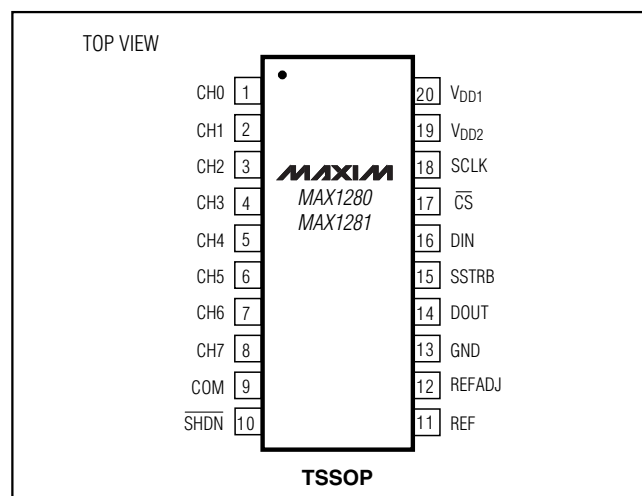 TOP VIEW
CH0 1 20 VDD1
CH1 2 19 VDD2
CH2 3 MAXIM 18 SCLK
CH3 4 MAX1280 17 CS
MAX1281
CH4 5 16 DIN
CH5 6 15 SSTRB
CH6 7 14 DOUT
CH7 8 13 GND
COM 9 12 REFADJ
SHDN 10 11 REF
TSSOP